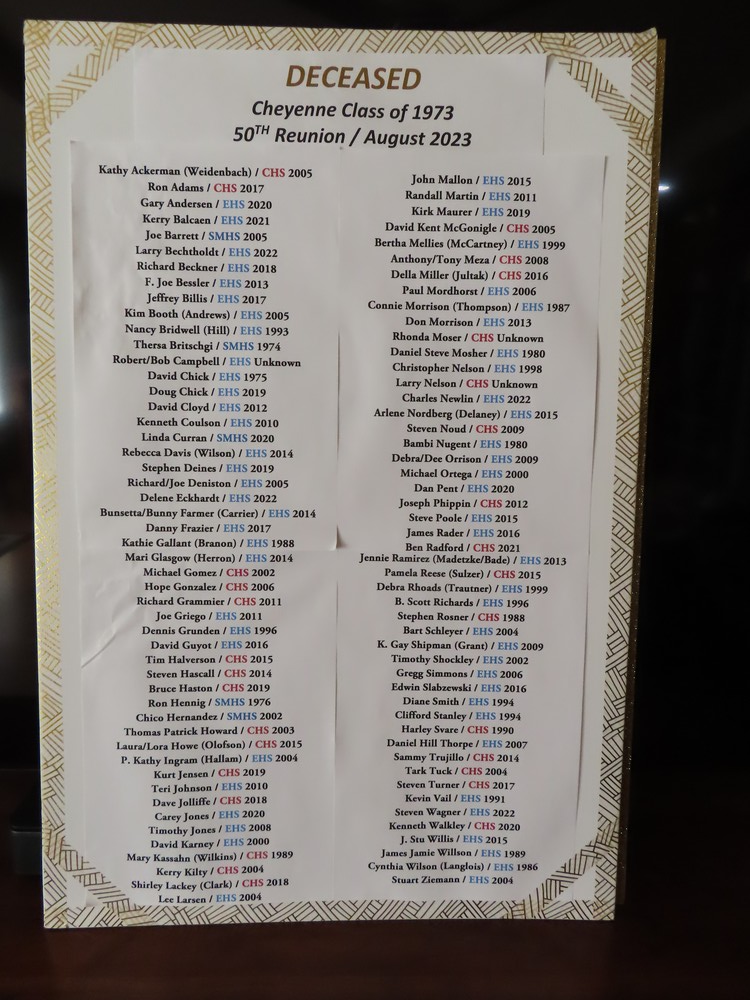 DECEASED
Cheyenne Class of 1973
50TH Reunion / August 2023
Kathy Ackerman (Weidenbach) / CHS 2005
Ron Adams / CHS 2017
Gary Andersen / EHS 2020
Kerry Balcaen / EHS 2021
Joe Barrett / SMHS 2005
Larry Bechtholdt / EHS 2022
Richard Beckner / EHS 2018
F. Joe Bessler / EHS 2013
Jeffrey Billis / EHS 2017
Kim Booth (Andrews) / EHS 2005
Nancy Bridwell (Hill) / EHS 1993
Thersa Britschgi / SMHS 1974
Robert/Bob Campbell / EHS Unknown
David Chick / EHS 1975
Doug Chick / EHS 2019
David Cloyd / EHS 2012
Kenneth Coulson / EHS 2010
Linda Curran / SMHS 2020
Rebecca Davis (Wilson) / EHS 2014
Stephen Deines / EHS 2019
Richard/Joe Deniston / EHS 2005
Delene Eckhardt / EHS 2022
Bunsetta/Bunny Farmer (Carrier) / EHS 2014
Danny Frazier / EHS 2017
Kathie Gallant (Branon) / EHS 1988
Mari Glasgow (Herron) / EHS 2014
Michael Gomez / CHS 2002
Hope Gonzalez / CHS 2006
Richard Grammier / CHS 2011
Joe Griego / EHS 2011
Dennis Grunden / EHS 1996
David Guyot / EHS 2016
Tim Halverson / CHS 2015
Steven Hascall / CHS 2014
Bruce Haston / CHS 2019
Ron Hennig / SMHS 1976
Chico Hernandez / SMHS 2002
Thomas Patrick Howard / CHS 2003
Laura/Lora Howe (Olofson) / CHS 2015
P. Kathy Ingram (Hallam) / EHS 2004
Kurt Jensen / CHS 2019
Teri Johnson / EHS 2010
Dave Jolliffe / CHS 2018
Carey Jones / EHS 2020
Timothy Jones / EHS 2008
David Karney / EHS 2000
Mary Kassahn (Wilkins) / CHS 1989
Kerry Kilty / CHS 2004
Shirley Lackey (Clark) / CHS 2018
Lee Larsen / EHS 2004
John Mallon / EHS 2015
Randall Martin / EHS 2011
Kirk Maurer / EHS 2019
David Kent McGonigle / CHS 2005
Bertha Mellies (McCartney) / EHS 1999
Anthony/Tony Meza / CHS 2008
Della Miller (Jultak) / CHS 2016
Paul Mordhorst / EHS 2006
Connie Morrison (Thompson) / EHS 1987
Don Morrison / EHS 2013
Rhonda Moser / CHS Unknown
Daniel Steve Mosher / EHS 1980
Christopher Nelson / EHS 1998
Larry Nelson / CHS Unknown
Charles Newlin / EHS 2022
Arlene Nordberg (Delaney) / EHS 2015
Steven Noud / CHS 2009
Bambi Nugent / EHS 1980
Debra/Dee Orrison / EHS 2009
Michael Ortega / EHS 2000
Dan Pent / EHS 2020
Joseph Phippin / CHS 2012
Steve Poole / EHS 2015
James Rader / EHS 2016
Ben Radford / CHS 2021
Jennie Ramirez (Madetzke/Bade) / EHS 2013
Pamela Reese (Sulzer) / CHS 2015
Debra Rhoads (Trautner) / EHS 1999
B. Scott Richards / EHS 1996
Stephen Rosner / CHS 1988
Bart Schleyer / EHS 2004
K. Gay Shipman (Grant) / EHS 2009
Timothy Shockley / EHS 2002
Gregg Simmons / EHS 2006
Edwin Slabzewski / EHS 2016
Diane Smith / EHS 1994
Clifford Stanley / EHS 1994
Harley Svare / CHS 1990
Daniel Hill Thorpe / EHS 2007
Sammy Trujillo / CHS 2014
Tark Tuck / CHS 2004
Steven Turner / CHS 2017
Kevin Vail / EHS 1991
Steven Wagner / EHS 2022
Kenneth Walkley / CHS 2020
J. Stu Willis / EHS 2015
James Jamie Willson / EHS 1989
Cynthia Wilson (Langlois) / EHS 1986
Stuart Ziemann / EHS 2004